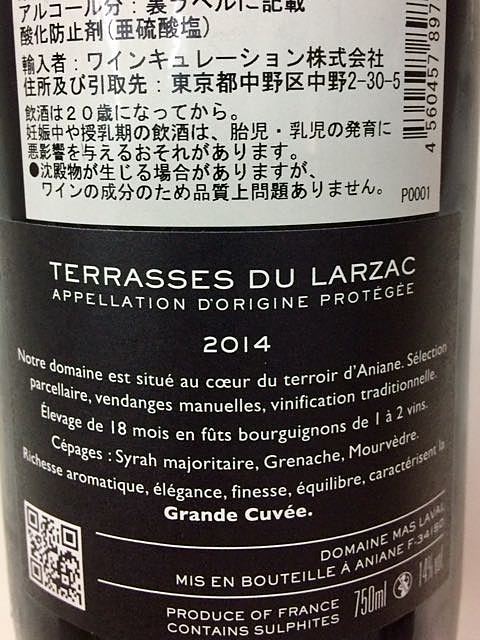 アルコール分：裏ラベルに記載
酸化防止剤(亜硫酸塩)
輸入者：ワインキュレーション株式会社
住所及び引取先：東京都中野区中野2-30-5
飲酒は２０歳になってから。
妊娠中や授乳期の飲酒は、胎児・乳児の発育に
悪影響を与えるおそれがあります。
●沈殿物が生じる場合がありますが、
ワインの成分のため品質上問題ありません。
P0001
4 560457 897
TERRASSES DU LARZAC
APPELLATION D'ORIGINE PROTÉGÉE
2014
Notre domaine est situé au cœur du terroir d'Aniane. Sélection
parcellaire, vendanges manuelles, vinification traditionnelle.
Élevage de 18 mois en fûts bourguignons de 1 à 2 vins.
Cépages : Syrah majoritaire, Grenache, Mourvèdre.
Richesse aromatique, élégance, finesse, équilibre, caractérisent la
Grande Cuvée.
DOMAINE MAS LAVAL
MIS EN BOUTEILLE À ANIANE F-34150
PRODUCE OF FRANCE
CONTAINS SULPHITES
750ml
14% vol.